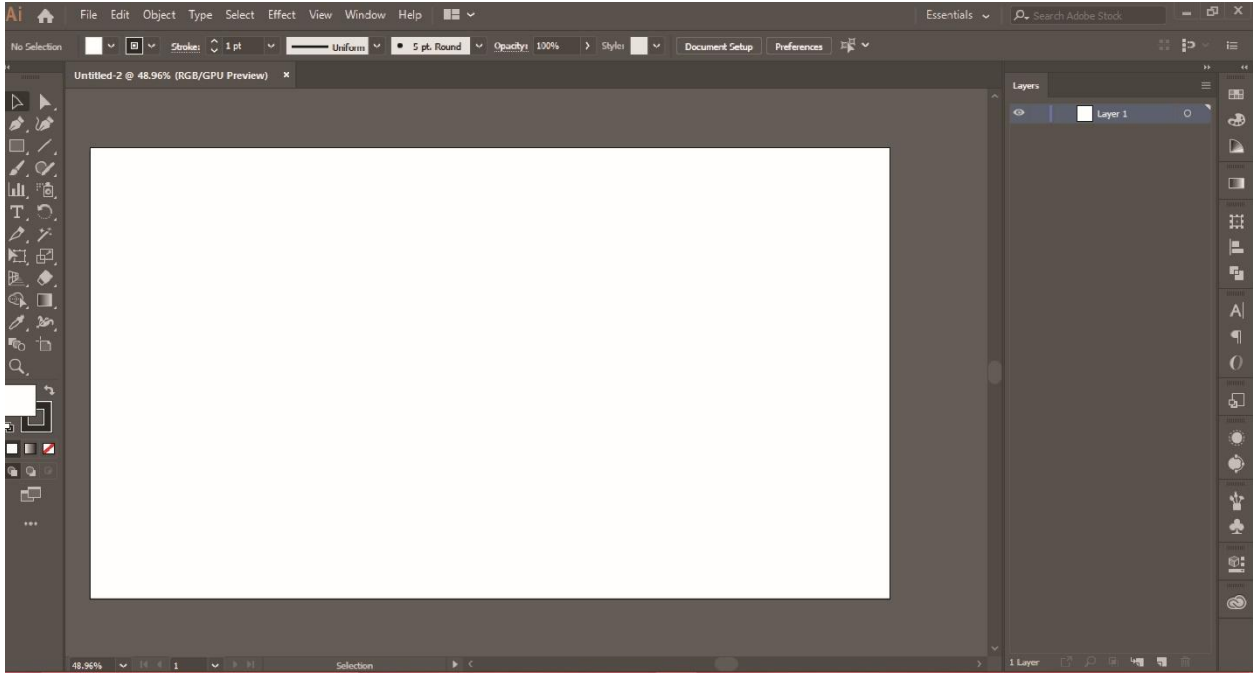 Ai File Edit Object Type Select Effect View Window Help Essentials Search Adobe Stock
No Selection Stroke: 1 pt Uniform 5 pt. Round Opacity: 100% Style: Document Setup Preferences
Untitled-2 @ 48.96% (RGB/GPU Preview) ×
Layers
Layer 1
48.96% 1 Selection
1 Layer